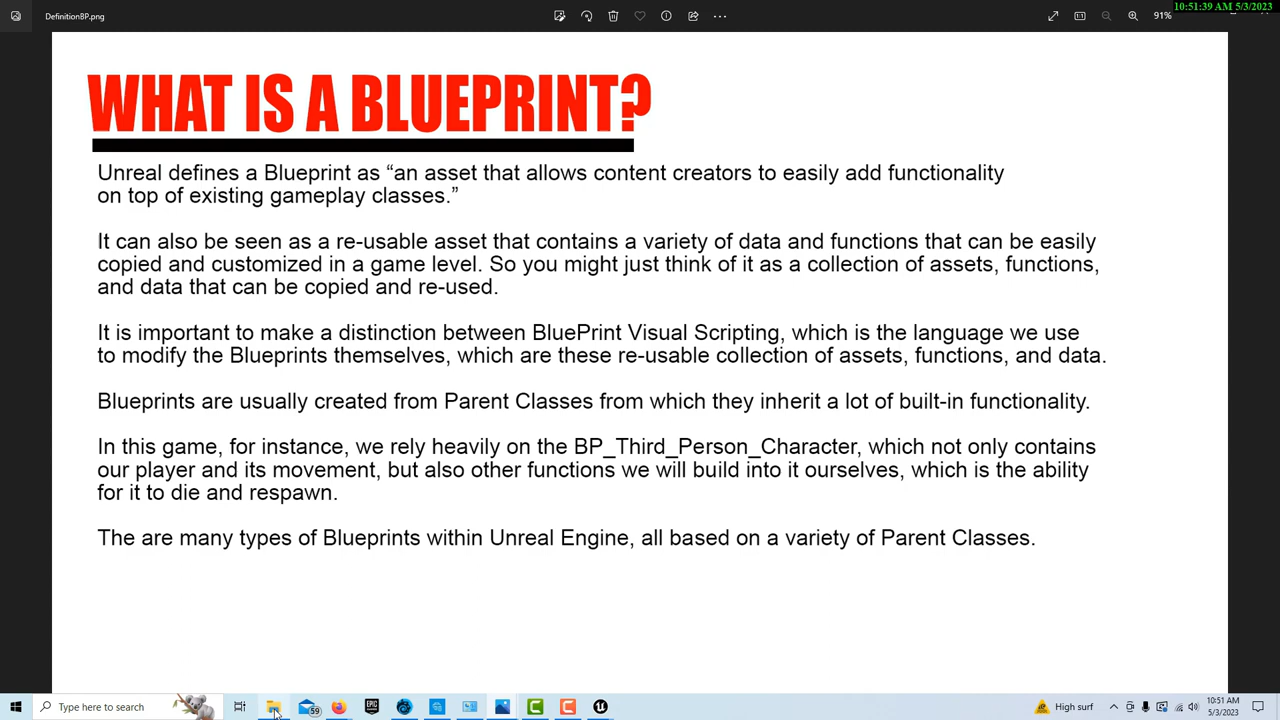 DefinitionBP.png
91%
10:51:39 AM 5/3/2023
WHAT IS A BLUEPRINT?
Unreal defines a Blueprint as “an asset that allows content creators to easily add functionality
on top of existing gameplay classes.”
It can also be seen as a re-usable asset that contains a variety of data and functions that can be easily
copied and customized in a game level. So you might just think of it as a collection of assets, functions,
and data that can be copied and re-used.
It is important to make a distinction between BluePrint Visual Scripting, which is the language we use
to modify the Blueprints themselves, which are these re-usable collection of assets, functions, and data.
Blueprints are usually created from Parent Classes from which they inherit a lot of built-in functionality.
In this game, for instance, we rely heavily on the BP_Third_Person_Character, which not only contains
our player and its movement, but also other functions we will build into it ourselves, which is the ability
for it to die and respawn.
The are many types of Blueprints within Unreal Engine, all based on a variety of Parent Classes.
Type here to search
59
EPIC
High surf
10:51 AM
5/3/2023